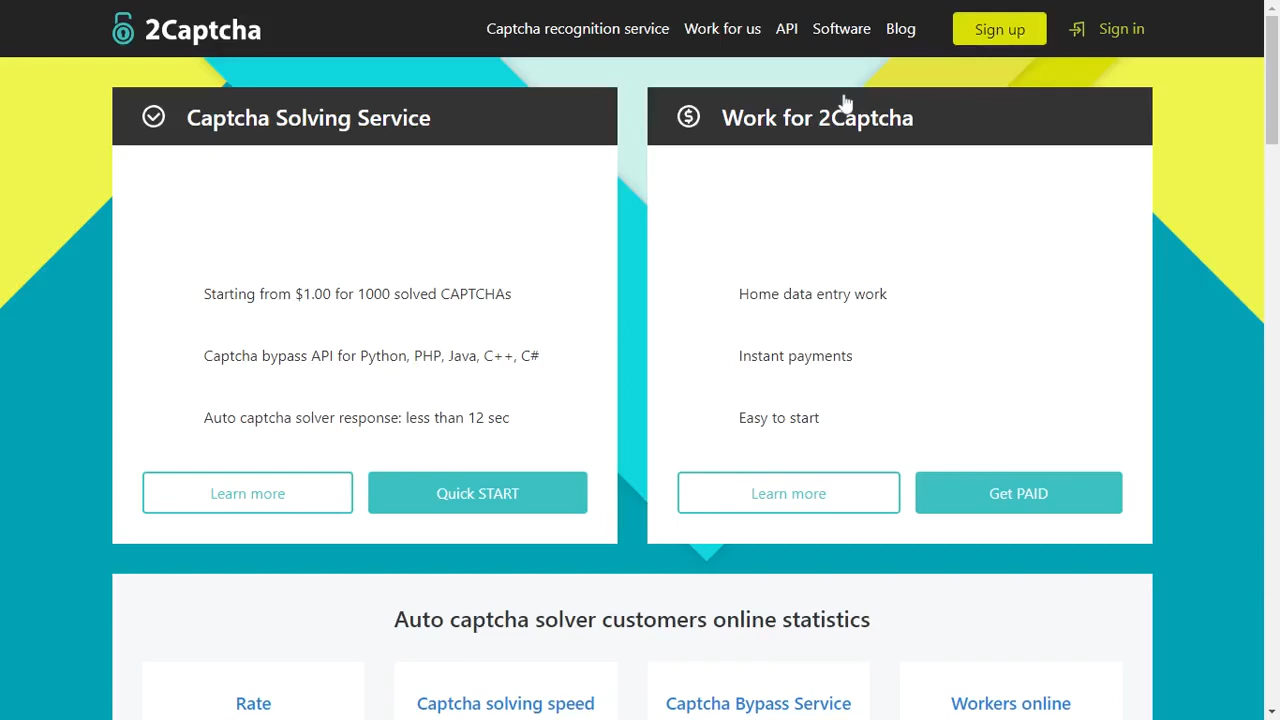 2Captcha
Captcha recognition service Work for us API Software Blog Sign up Sign in
Captcha Solving Service
Starting from $1.00 for 1000 solved CAPTCHAs
Captcha bypass API for Python, PHP, Java, C++, C#
Auto captcha solver response: less than 12 sec
Learn more Quick START
Work for 2Captcha
Home data entry work
Instant payments
Easy to start
Learn more Get PAID
Auto captcha solver customers online statistics
Rate Captcha solving speed Captcha Bypass Service Workers online